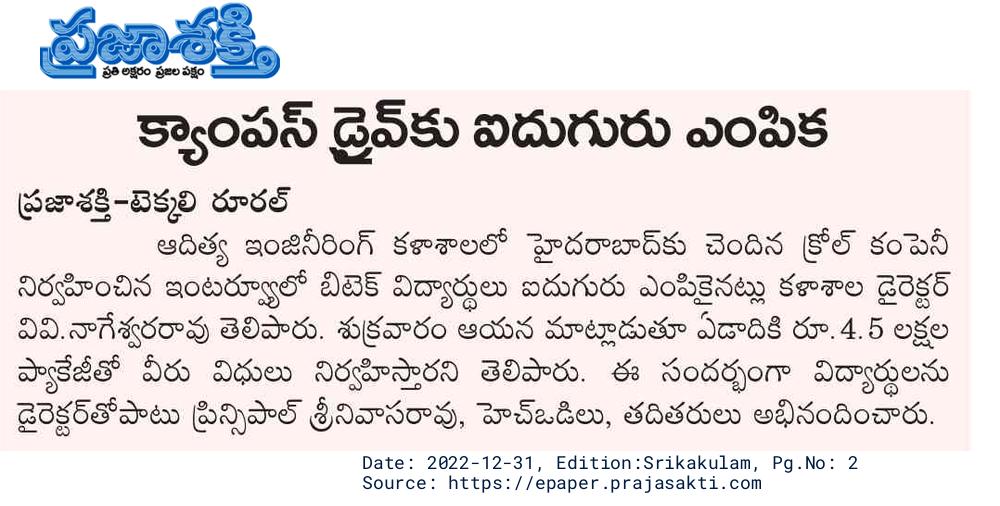 ప్రజాశక్తి
ప్రతి అక్షరం ప్రజల పక్షం
క్యాంపస్ డ్రైవ్‌కు ఐదుగురు ఎంపిక
ప్రజాశక్తి-టెక్కలి రూరల్
ఆదిత్య ఇంజినీరింగ్ కళాశాలలో హైదరాబాద్‌కు చెందిన క్రోల్ కంపెనీ
నిర్వహించిన ఇంటర్వ్యూలో బిటెక్ విద్యార్థులు ఐదుగురు ఎంపికైనట్లు కళాశాల డైరెక్టర్
వివి.నాగేశ్వరరావు తెలిపారు. శుక్రవారం ఆయన మాట్లాడుతూ ఏడాదికి రూ.4.5 లక్షల
ప్యాకేజీతో వీరు విధులు నిర్వహిస్తారని తెలిపారు. ఈ సందర్భంగా విద్యార్థులను
డైరెక్టర్‌తోపాటు ప్రిన్సిపాల్ శ్రీనివాసరావు, హెచ్‌ఒడిలు, తదితరులు అభినందించారు.
Date: 2022-12-31, Edition:Srikakulam, Pg.No: 2
Source: https://epaper.prajasakti.com